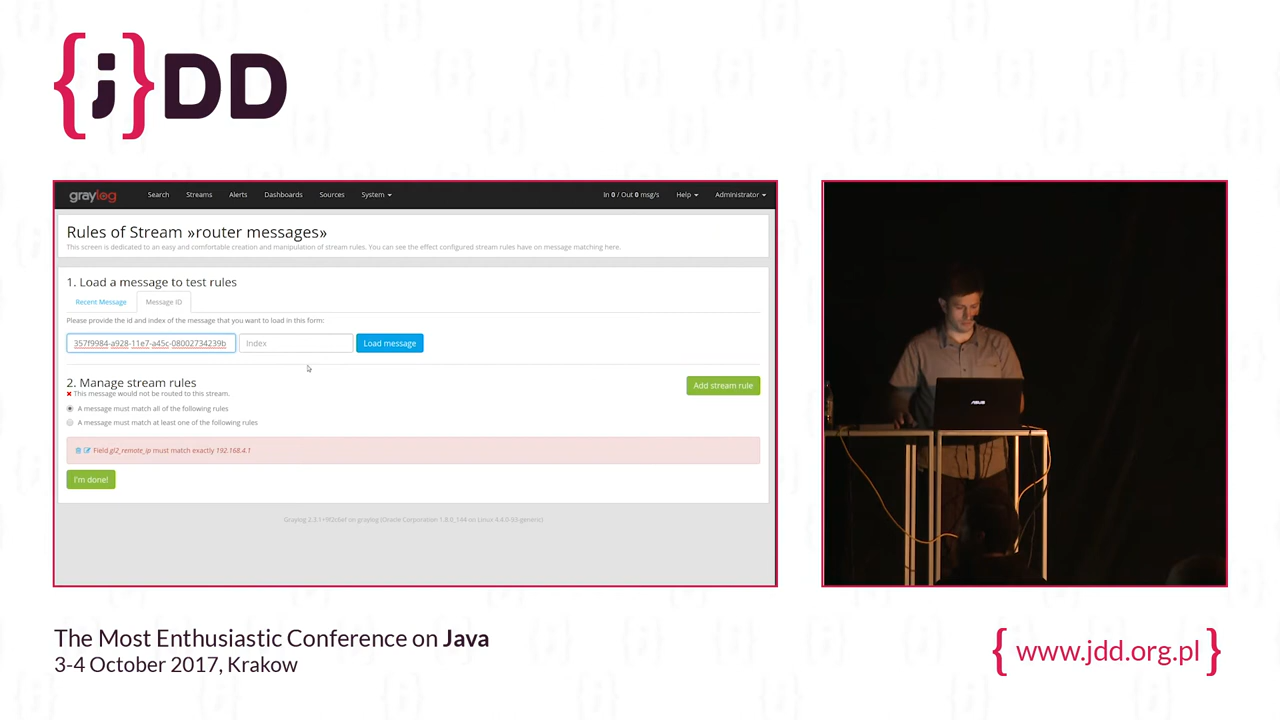 {j}DD
graylog Search Streams Alerts Dashboards Sources System In 0 / Out 0 msg/s Help Administrator
Rules of Stream »router messages»
This screen is dedicated to an easy and comfortable creation and manipulation of stream rules. You can see the effect configured stream rules have on message matching here.
1. Load a message to test rules
Recent Message Message ID
Please provide the id and index of the message that you want to load in this form:
357f9984-a928-11e7-a45c-08002734239b Index Load message
2. Manage stream rules
Add stream rule
This message would not be routed to this stream.
A message must match all of the following rules
A message must match at least one of the following rules
Field gl2_remote_ip must match exactly 192.168.4.1
I'm done!
ASUS
The Most Enthusiastic Conference on Java
3-4 October 2017, Krakow
{ www.jdd.org.pl }